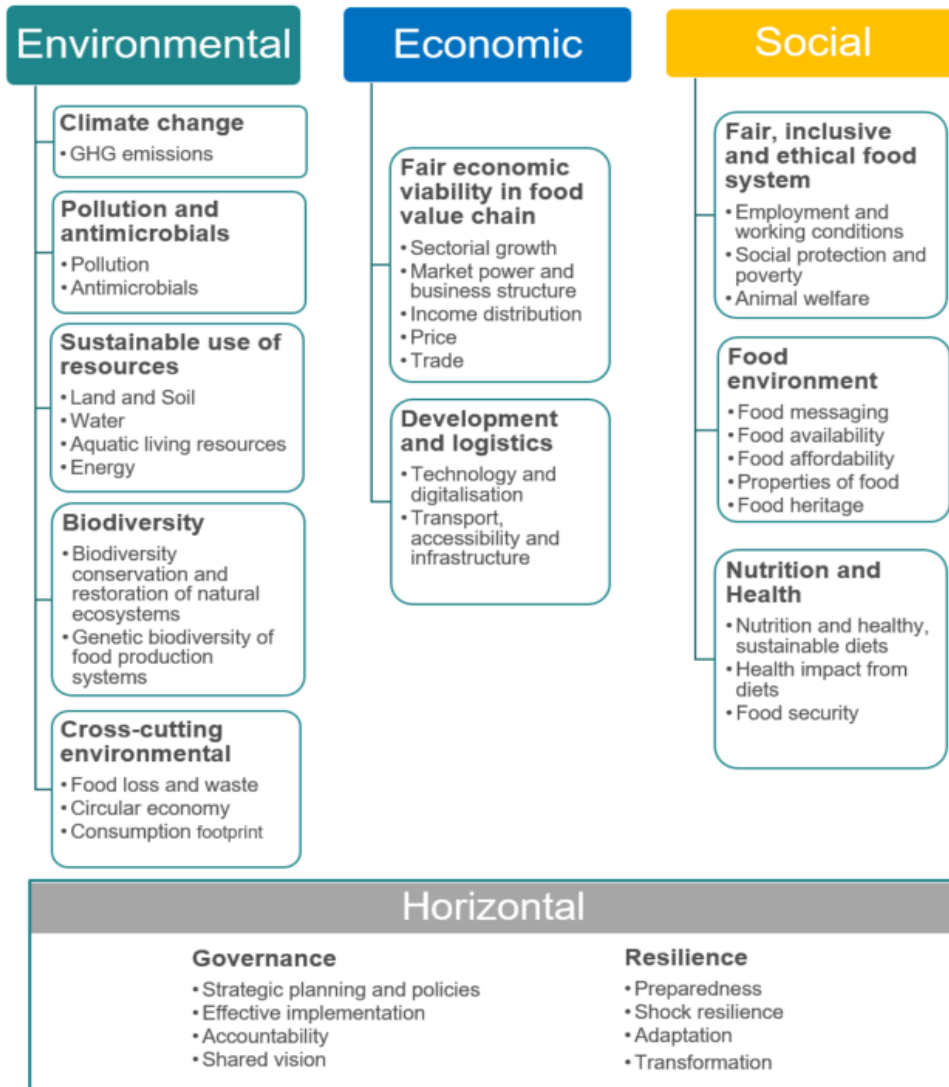 Environmental
Climate change
• GHG emissions
Pollution and
antimicrobials
• Pollution
• Antimicrobials
Sustainable use of
resources
• Land and Soil
• Water
• Aquatic living resources
• Energy
Biodiversity
• Biodiversity
conservation and
restoration of natural
ecosystems
• Genetic biodiversity of
food production
systems
Cross-cutting
environmental
• Food loss and waste
• Circular economy
• Consumption footprint
Economic
Fair economic
viability in food
value chain
• Sectorial growth
• Market power and
business structure
• Income distribution
• Price
• Trade
Development
and logistics
• Technology and
digitalisation
• Transport,
accessibility and
infrastructure
Social
Fair, inclusive
and ethical food
system
• Employment and
working conditions
• Social protection and
poverty
• Animal welfare
Food
environment
• Food messaging
• Food availability
• Food affordability
• Properties of food
• Food heritage
Nutrition and
Health
• Nutrition and healthy,
sustainable diets
• Health impact from
diets
• Food security
Horizontal
Governance
• Strategic planning and policies
• Effective implementation
• Accountability
• Shared vision
Resilience
• Preparedness
• Shock resilience
• Adaptation
• Transformation